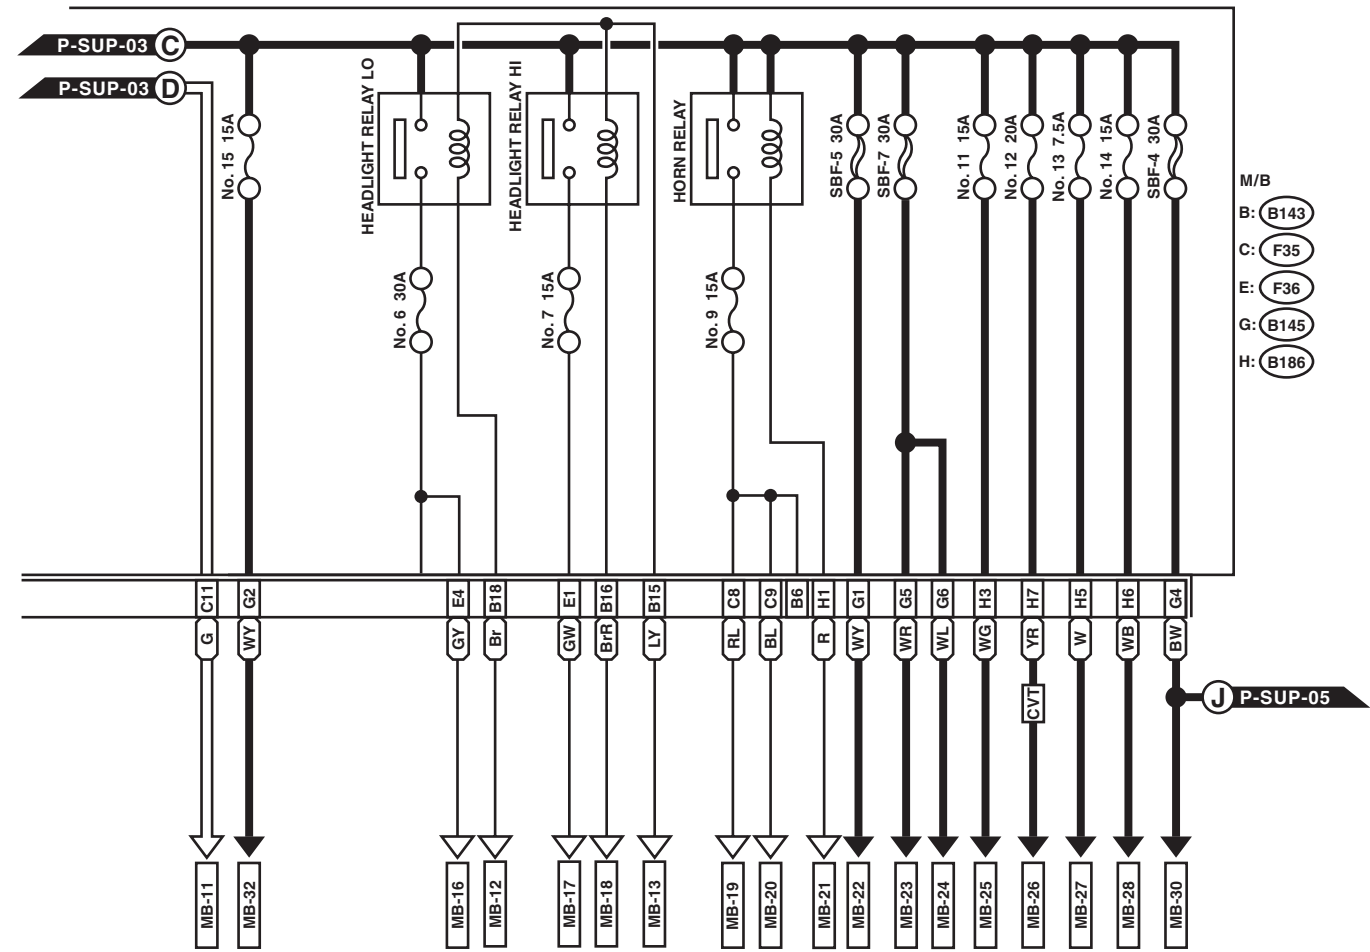 P-SUP-03 C
P-SUP-03 D
No. 15 15A
HEADLIGHT RELAY LO
HEADLIGHT RELAY HI
HORN RELAY
SBF-5 30A
SBF-7 30A
No. 11 15A
No. 12 20A
No. 13 7.5A
No. 14 15A
SBF-4 30A
M/B
B: B143
C: F35
E: F36
G: B145
H: B186
No. 6 30A
No. 7 15A
No. 9 15A
C11 G2 E4 B18 E1 B16 B15 C8 C9 B6 H1 G1 G5 G6 H3 H7 H5 H6 G4
G WY GY Br GW BrR LY RL BL R WY WR WL WG YR W WB BW
CVT
J P-SUP-05
MB-11 MB-32 MB-16 MB-12 MB-17 MB-18 MB-13 MB-19 MB-20 MB-21 MB-22 MB-23 MB-24 MB-25 MB-26 MB-27 MB-28 MB-30